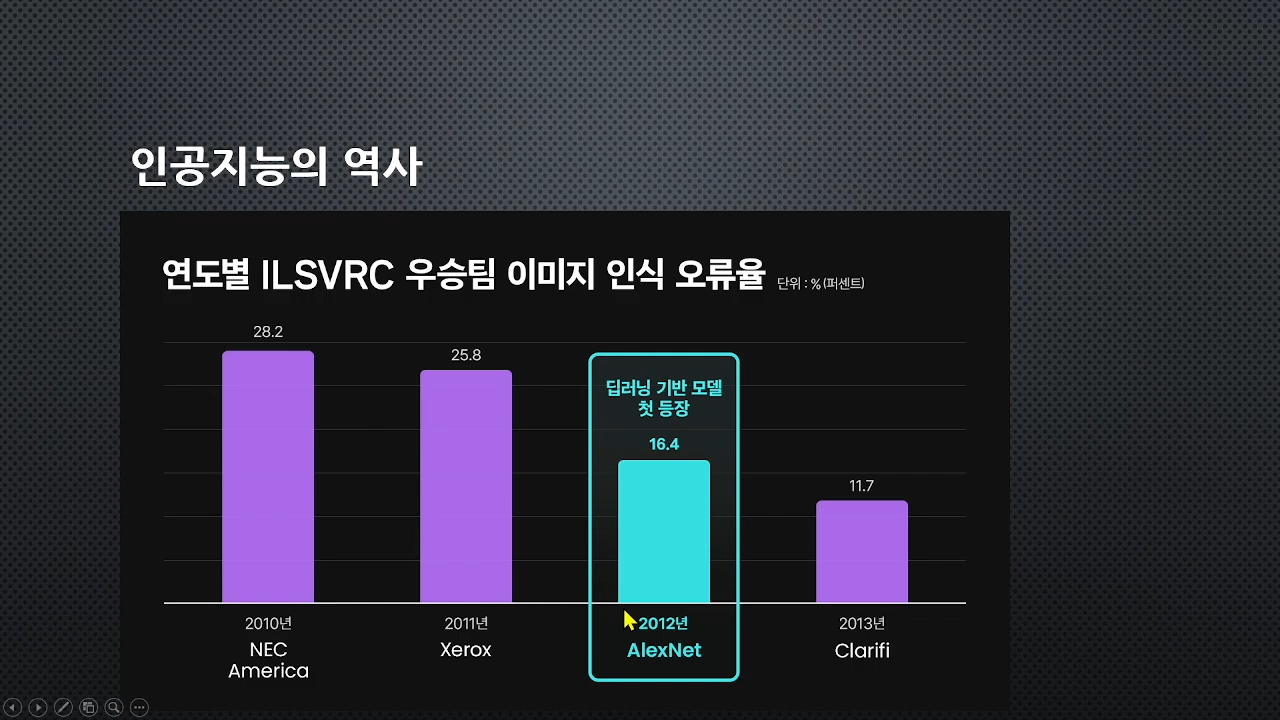 인공지능의 역사
연도별 ILSVRC 우승팀 이미지 인식 오류율 단위 : % (퍼센트)
28.2
25.8
딥러닝 기반 모델
첫 등장
16.4
11.7
2010년
NEC
America
2011년
Xerox
2012년
AlexNet
2013년
Clarifi